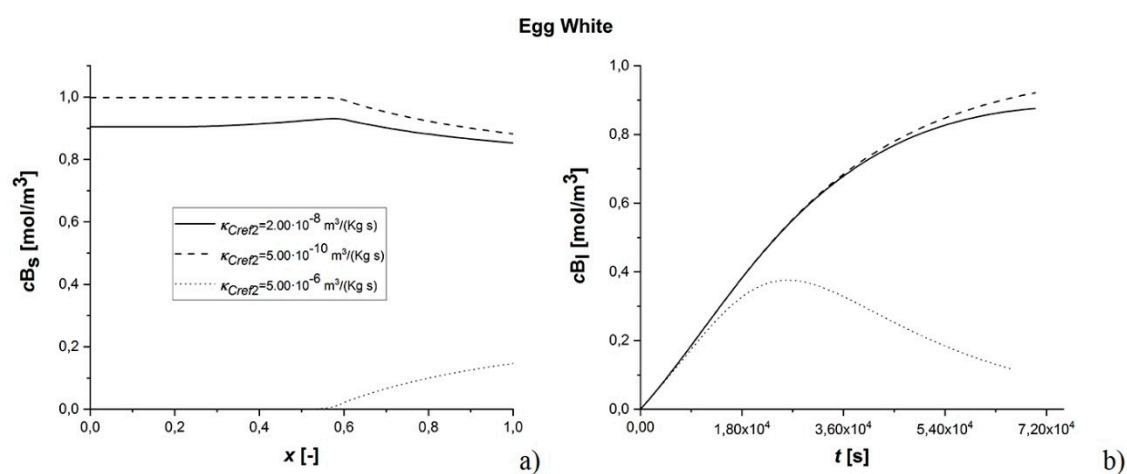 Egg White
1,0
0,8
0,6
0,4
0,2
0,0
cBs [mol/m³]
κCref2=2.00·10⁻⁸ m³/(Kg s)
κCref2=5.00·10⁻¹⁰ m³/(Kg s)
κCref2=5.00·10⁻⁶ m³/(Kg s)
0,0 0,2 0,4 0,6 0,8 1,0
x [-]
a)
1,0
0,8
0,6
0,4
0,2
0,0
cBl [mol/m³]
0,00 1,80x10⁴ 3,60x10⁴ 5,40x10⁴ 7,20x10⁴
t [s]
b)